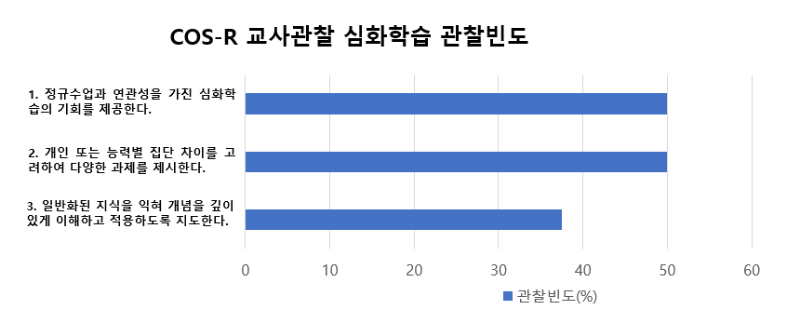 COS-R 교사관찰 심화학습 관찰빈도
1. 정규수업과 연관성을 가진 심화학
습의 기회를 제공한다.
2. 개인 또는 능력별 집단 차이를 고
려하여 다양한 과제를 제시한다.
3. 일반화된 지식을 익혀 개념을 깊이
있게 이해하고 적용하도록 지도한다.
0 10 20 30 40 50 60
관찰빈도(%)